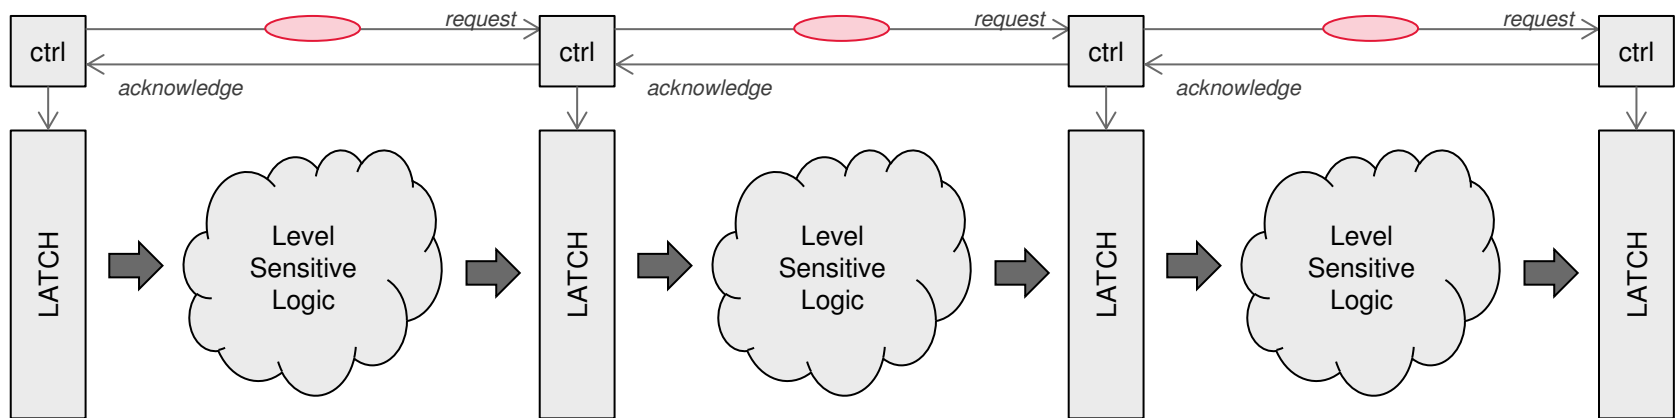 request
request
request
ctrl
ctrl
ctrl
ctrl
acknowledge
acknowledge
acknowledge
LATCH
Level
Sensitive
Logic
LATCH
Level
Sensitive
Logic
LATCH
Level
Sensitive
Logic
LATCH